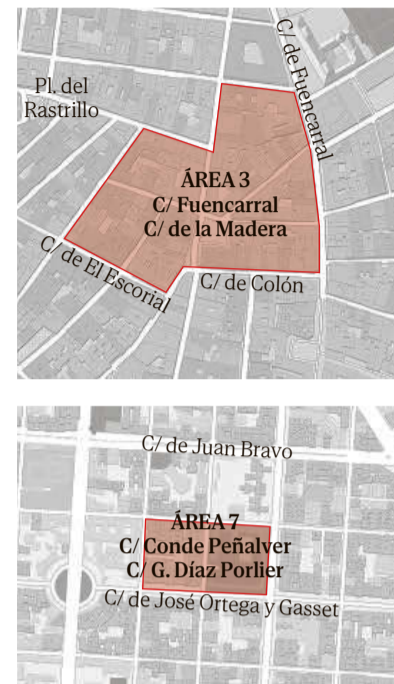 C/ de Fuencarral
Pl. del
Rastrillo
ÁREA 3
C/ Fuencarral
C/ de la Madera
C/ de El Escorial
C/ de Colón
C/ de Juan Bravo
ÁREA 7
C/ Conde Peñalver
C/ G. Díaz Porlier
C/ de José Ortega y Gasset